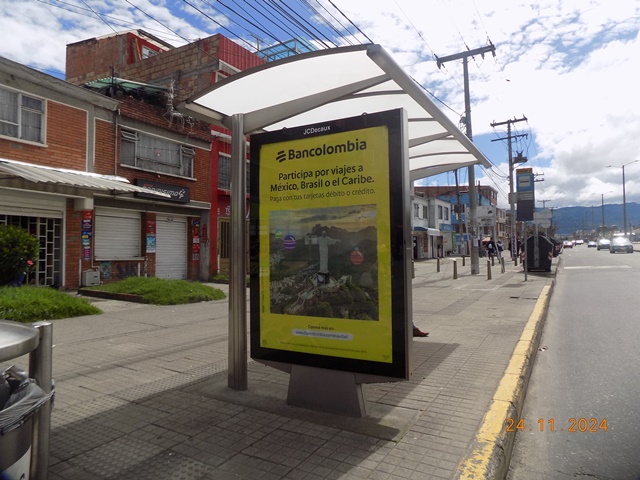 JCDecaux
Bancolombia
Participa por viajes a
México, Brasil o el Caribe.
Paga con tus tarjetas débito o crédito.
24.11.2024